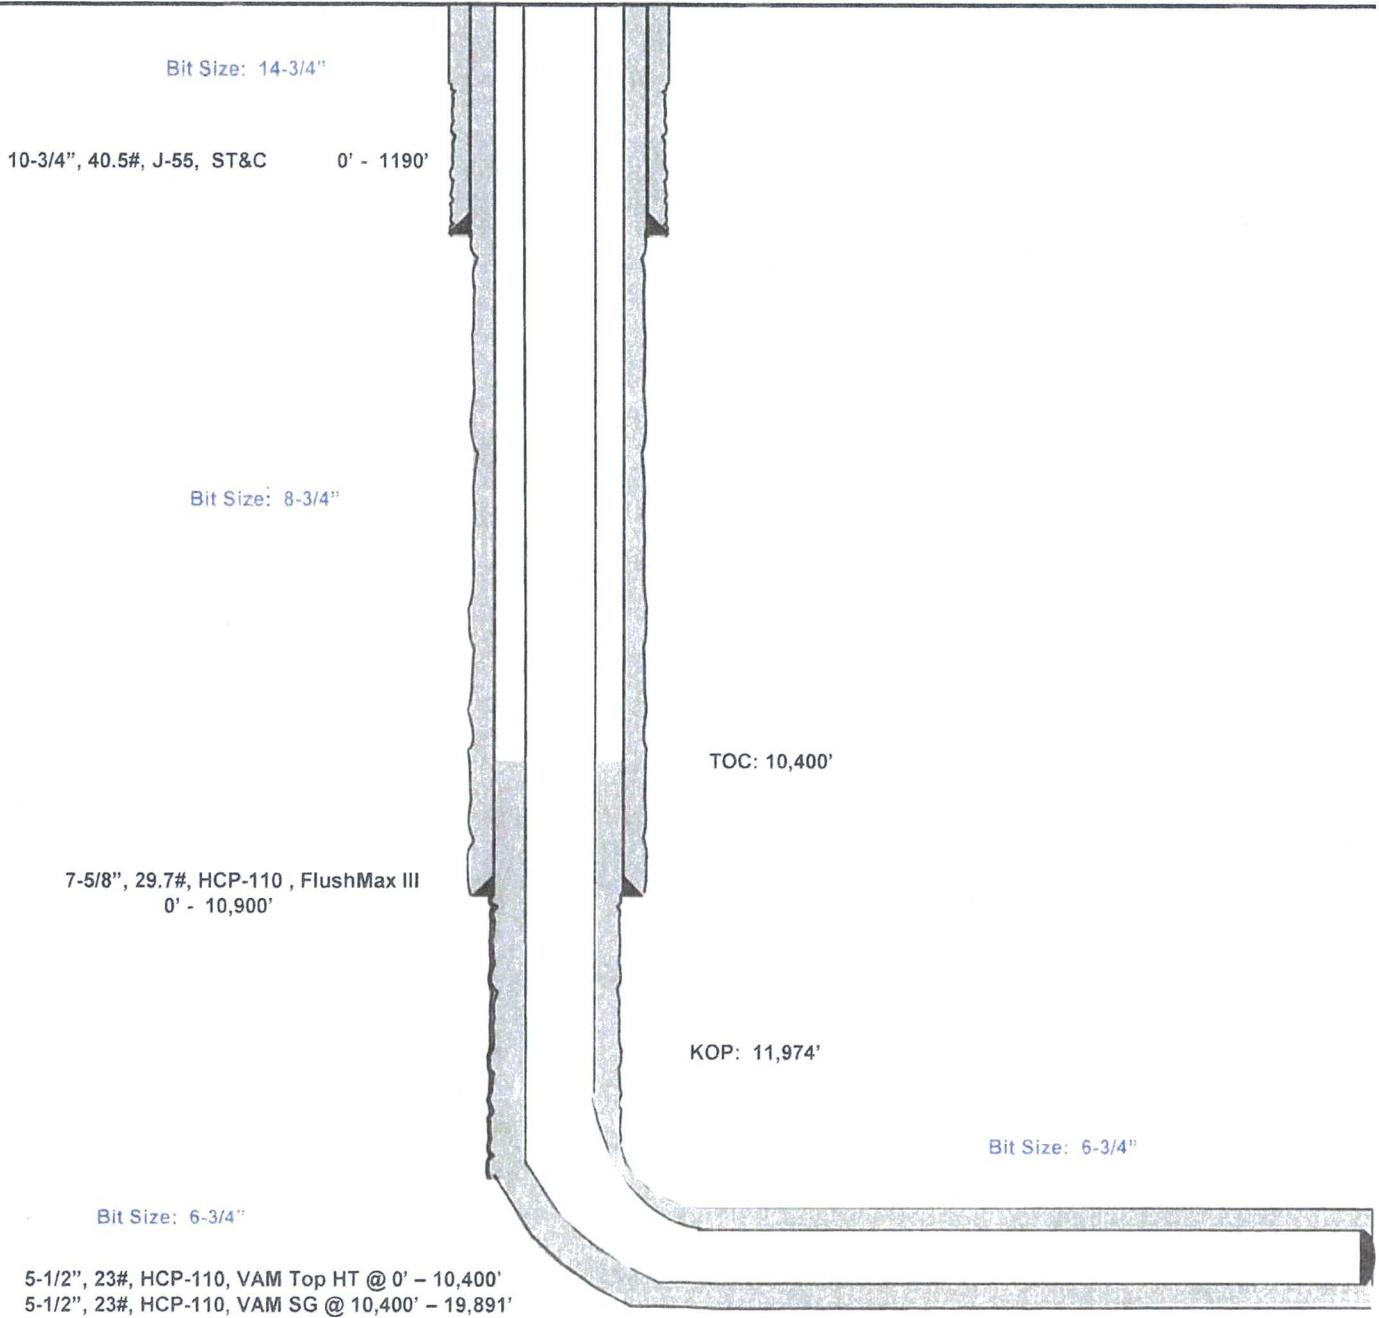 Bit Size: 14-3/4"
10-3/4", 40.5#, J-55, ST&C 0' - 1190'
Bit Size: 8-3/4"
TOC: 10,400'
7-5/8", 29.7#, HCP-110 , FlushMax III
0' - 10,900'
KOP: 11,974'
Bit Size: 6-3/4"
Bit Size: 6-3/4"
5-1/2", 23#, HCP-110, VAM Top HT @ 0' – 10,400'
5-1/2", 23#, HCP-110, VAM SG @ 10,400' – 19,891'